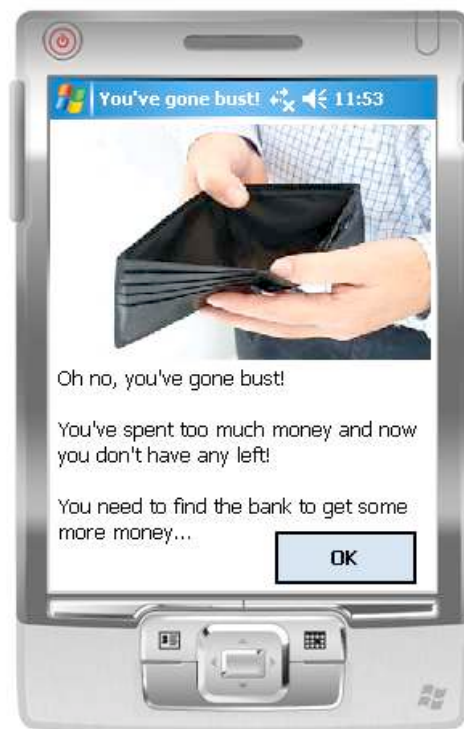 You've gone bust! 11:53
Oh no, you've gone bust!
You've spent too much money and now
you don't have any left!
You need to find the bank to get some
more money...
OK